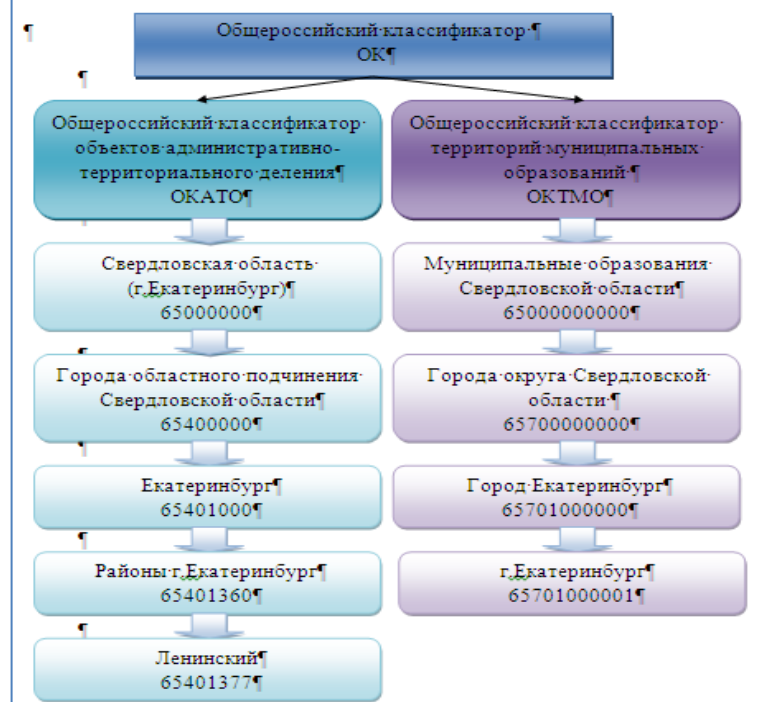 Общероссийский классификатор
ОК
Общероссийский классификатор
объектов административно-
территориального деления
ОКАТО
Свердловская область
(г.Екатеринбург)
65000000
Города областного подчинения
Свердловской области
65400000
Екатеринбург
65401000
Районы г.Екатеринбург
65401360
Ленинский
65401377
Общероссийский классификатор
территорий муниципальных
образований
ОКТМО
Муниципальные образования
Свердловской области
65000000000
Города округа Свердловской
области
65700000000
Город Екатеринбург
65701000000
г.Екатеринбург
65701000001